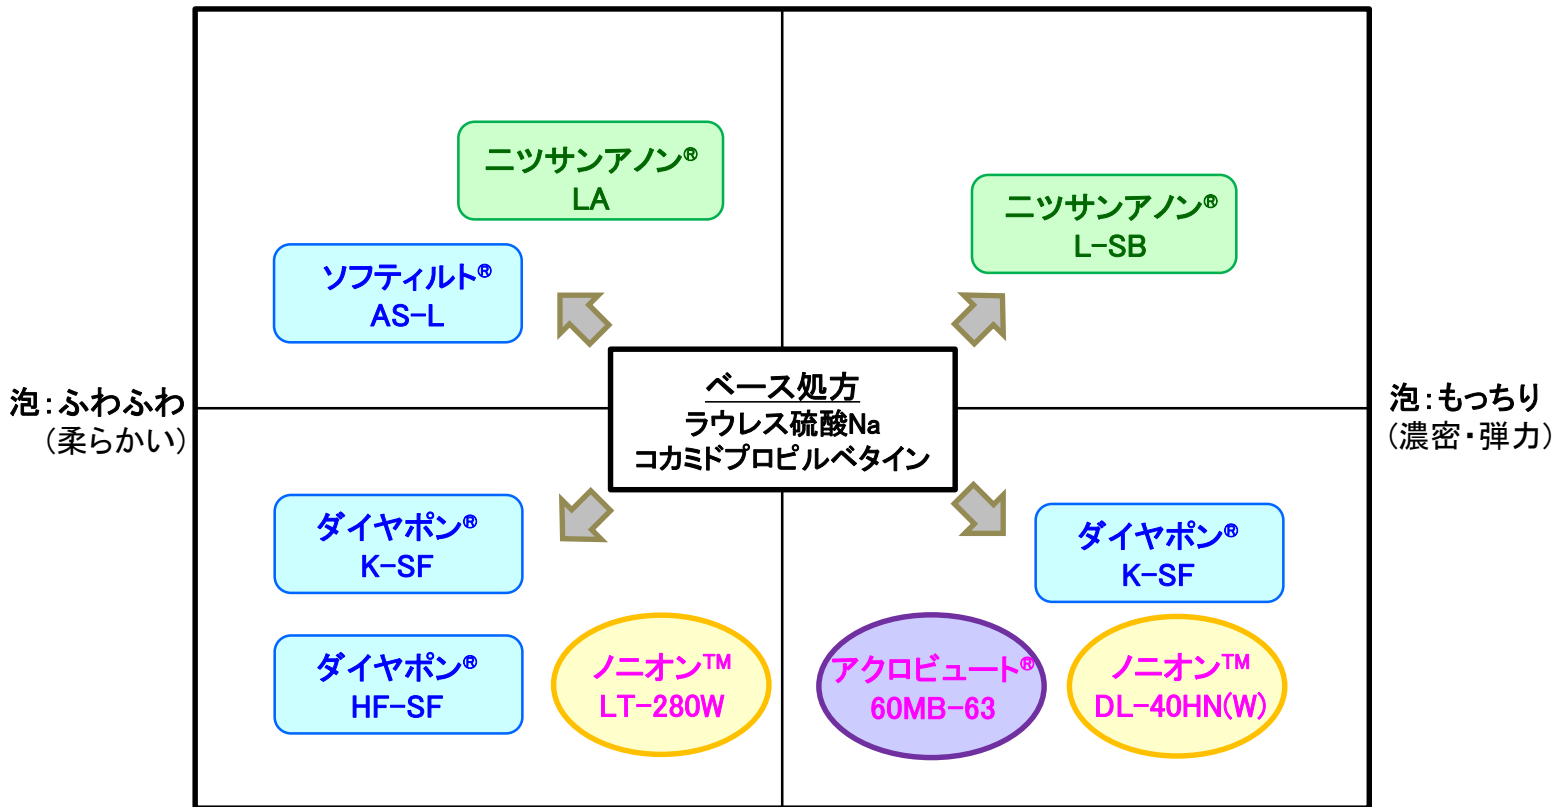 ニツサンアノン®
LA
ニツサンアノン®
L-SB
ソフティルト®
AS-L
泡:ふわふわ
(柔らかい)
ベース処方
ラウレス硫酸Na
コカミドプロピルベタイン
泡:もっちり
(濃密・弾力)
ダイヤポン®
K-SF
ダイヤポン®
K-SF
ダイヤポン®
HF-SF
ノニオン™
LT-280W
アクロビュート®
60MB-63
ノニオン™
DL-40HN(W)